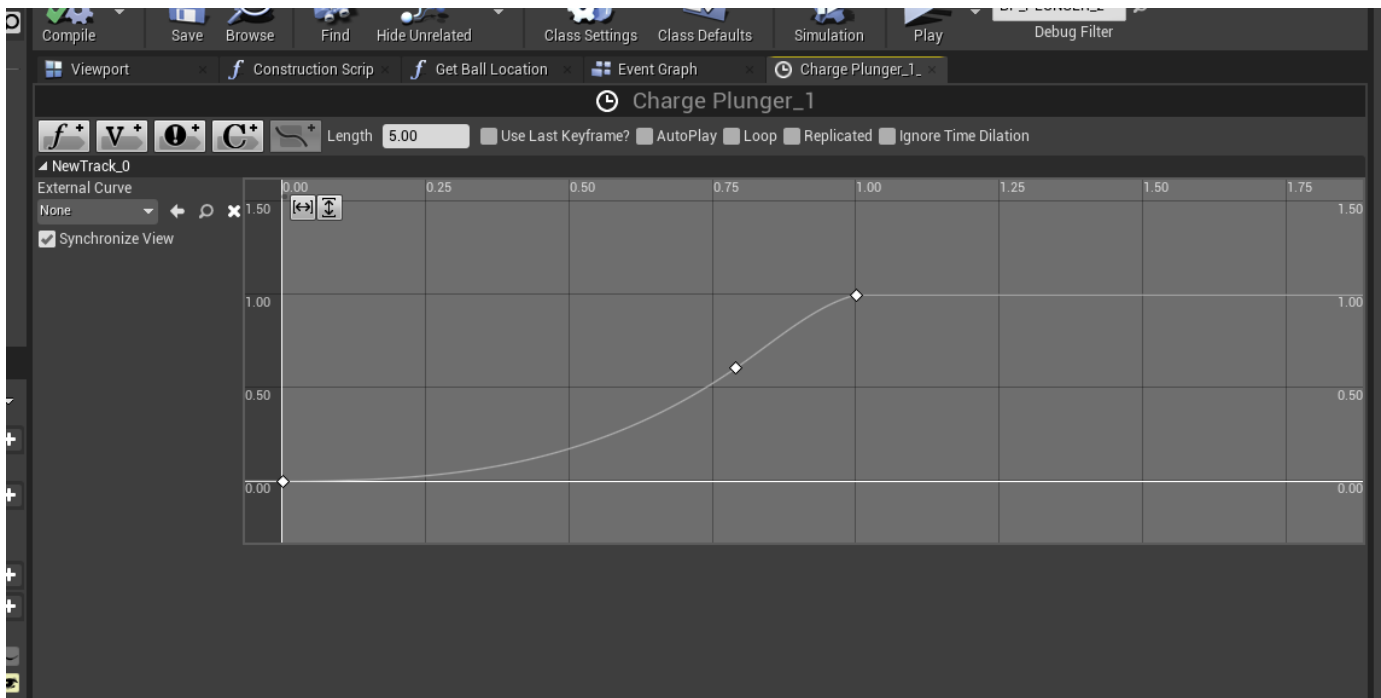 Compile Save Browse Find Hide Unrelated Class Settings Class Defaults Simulation Play Debug Filter
Viewport Construction Scrip Get Ball Location Event Graph Charge Plunger_1_
Charge Plunger_1
Length 5.00 Use Last Keyframe? AutoPlay Loop Replicated Ignore Time Dilation
NewTrack_0
External Curve 0.00 0.25 0.50 0.75 1.00 1.25 1.50 1.75
None 1.50 1.50
Synchronize View
1.00 1.00
0.50 0.50
0.00 0.00